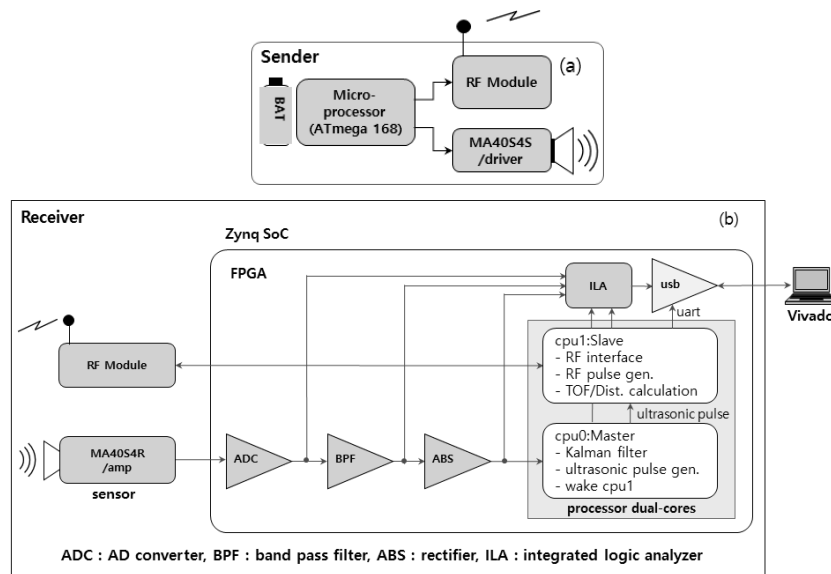 Sender
(a)
BAT
Micro-
processor
(ATmega 168)
RF Module
MA40S4S
/driver
Receiver
(b)
Zynq SoC
FPGA
ILA
usb
Vivado
uart
RF Module
cpu1:Slave
- RF interface
- RF pulse gen.
- TOF/Dist. calculation
ultrasonic pulse
MA40S4R
/amp
sensor
ADC
BPF
ABS
cpu0:Master
- Kalman filter
- ultrasonic pulse gen.
- wake cpu1
processor dual-cores
ADC : AD converter, BPF : band pass filter, ABS : rectifier, ILA : integrated logic analyzer